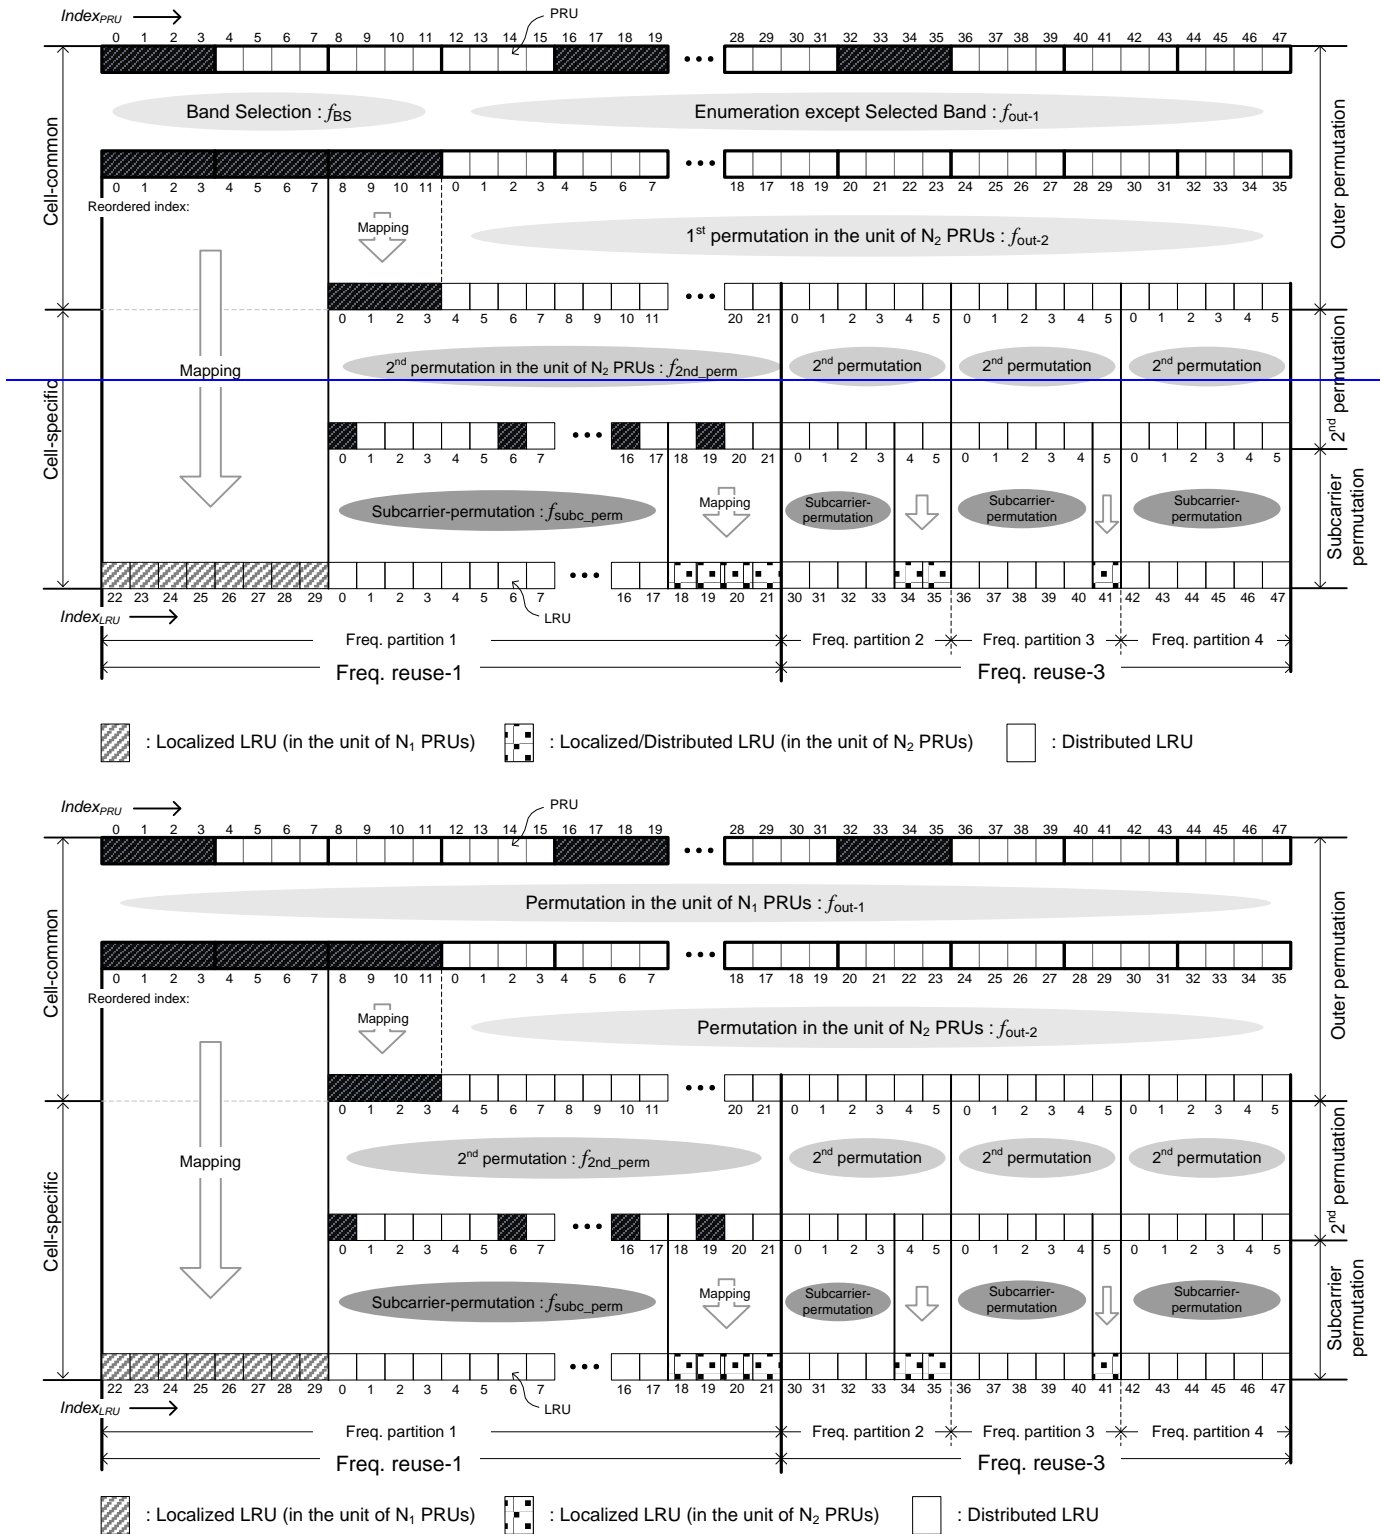 Index_PRU
PRU
0 1 2 3 4 5 6 7 8 9 10 11 12 13 14 15 16 17 18 19 28 29 30 31 32 33 34 35 36 37 38 39 40 41 42 43 44 45 46 47
Band Selection : f_BS
Enumeration except Selected Band : f_out-1
Cell-common
Outer permutation
0 1 2 3 4 5 6 7 8 9 10 11 0 1 2 3 4 5 6 7 18 17 18 19 20 21 22 23 24 25 26 27 28 29 30 31 32 33 34 35
Reordered index:
Mapping
1st permutation in the unit of N2 PRUs : f_out-2
0 1 2 3 4 5 6 7 8 9 10 11 20 21 0 1 2 3 4 5 0 1 2 3 4 5 0 1 2 3 4 5
Mapping
2nd permutation in the unit of N2 PRUs : f_2nd_perm
2nd permutation
2nd permutation
2nd permutation
Cell-specific
2nd permutation
0 1 2 3 4 5 6 7 16 17 18 19 20 21 0 1 2 3 4 5 0 1 2 3 4 5 0 1 2 3 4 5
Subcarrier-permutation : f_subc_perm
Mapping
Subcarrier-
permutation
Subcarrier-
permutation
Subcarrier-
permutation
Subcarrier
permutation
22 23 24 25 26 27 28 29 0 1 2 3 4 5 6 7 16 17 18 19 20 21 30 31 32 33 34 35 36 37 38 39 40 41 42 43 44 45 46 47
Index_LRU
LRU
Freq. partition 1
Freq. partition 2
Freq. partition 3
Freq. partition 4
Freq. reuse-1
Freq. reuse-3
: Localized LRU (in the unit of N1 PRUs)
: Localized/Distributed LRU (in the unit of N2 PRUs)
: Distributed LRU
Index_PRU
PRU
0 1 2 3 4 5 6 7 8 9 10 11 12 13 14 15 16 17 18 19 28 29 30 31 32 33 34 35 36 37 38 39 40 41 42 43 44 45 46 47
Permutation in the unit of N1 PRUs : f_out-1
Cell-common
Outer permutation
0 1 2 3 4 5 6 7 8 9 10 11 0 1 2 3 4 5 6 7 18 17 18 19 20 21 22 23 24 25 26 27 28 29 30 31 32 33 34 35
Reordered index:
Mapping
Permutation in the unit of N2 PRUs : f_out-2
0 1 2 3 4 5 6 7 8 9 10 11 20 21 0 1 2 3 4 5 0 1 2 3 4 5 0 1 2 3 4 5
Mapping
2nd permutation : f_2nd_perm
2nd permutation
2nd permutation
2nd permutation
Cell-specific
2nd permutation
0 1 2 3 4 5 6 7 16 17 18 19 20 21 0 1 2 3 4 5 0 1 2 3 4 5 0 1 2 3 4 5
Subcarrier-permutation : f_subc_perm
Mapping
Subcarrier-
permutation
Subcarrier-
permutation
Subcarrier-
permutation
Subcarrier
permutation
22 23 24 25 26 27 28 29 0 1 2 3 4 5 6 7 16 17 18 19 20 21 30 31 32 33 34 35 36 37 38 39 40 41 42 43 44 45 46 47
Index_LRU
LRU
Freq. partition 1
Freq. partition 2
Freq. partition 3
Freq. partition 4
Freq. reuse-1
Freq. reuse-3
: Localized LRU (in the unit of N1 PRUs)
: Localized LRU (in the unit of N2 PRUs)
: Distributed LRU